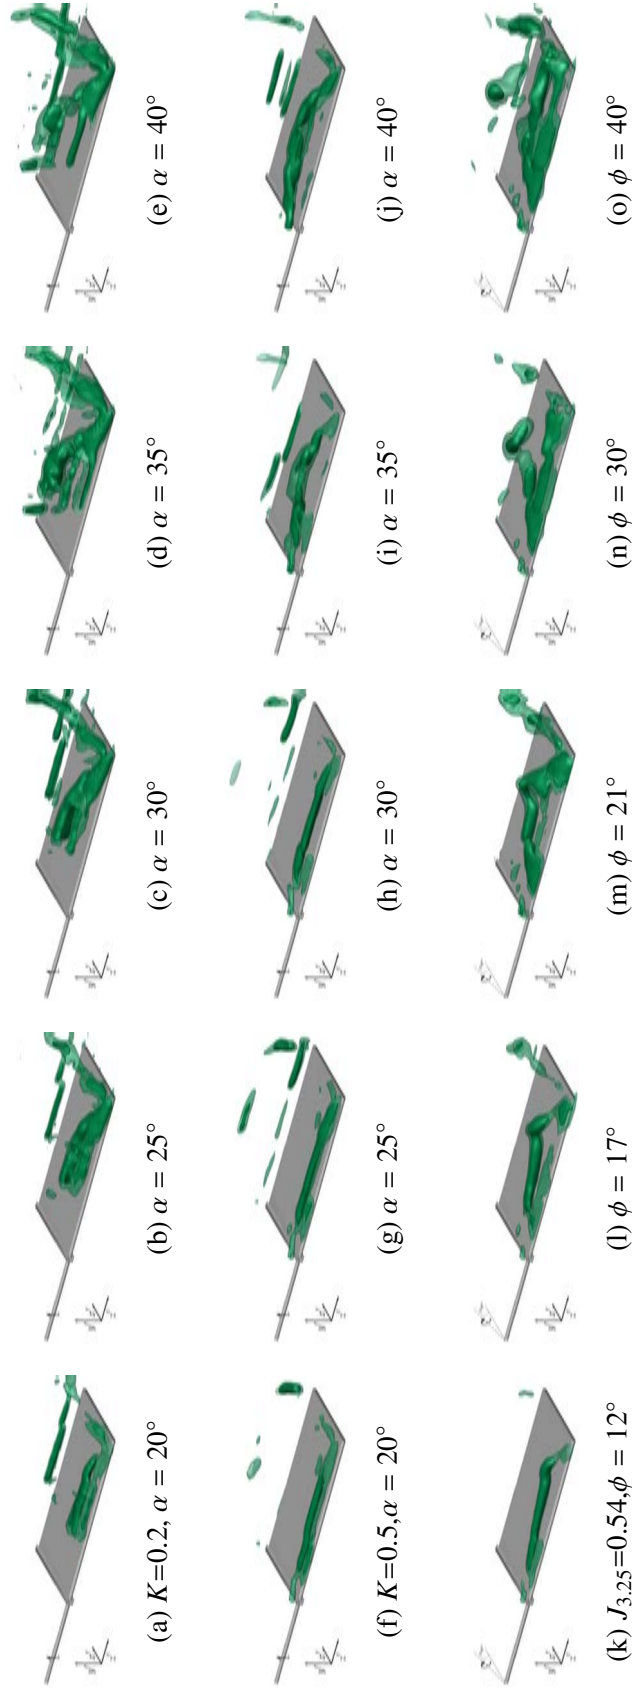 (a) K=0.2, α = 20°
(b) α = 25°
(c) α = 30°
(d) α = 35°
(e) α = 40°
(f) K=0.5,α = 20°
(g) α = 25°
(h) α = 30°
(i) α = 35°
(j) α = 40°
(k) J3.25=0.54,ϕ = 12°
(l) ϕ = 17°
(m) ϕ = 21°
(n) ϕ = 30°
(o) ϕ = 40°